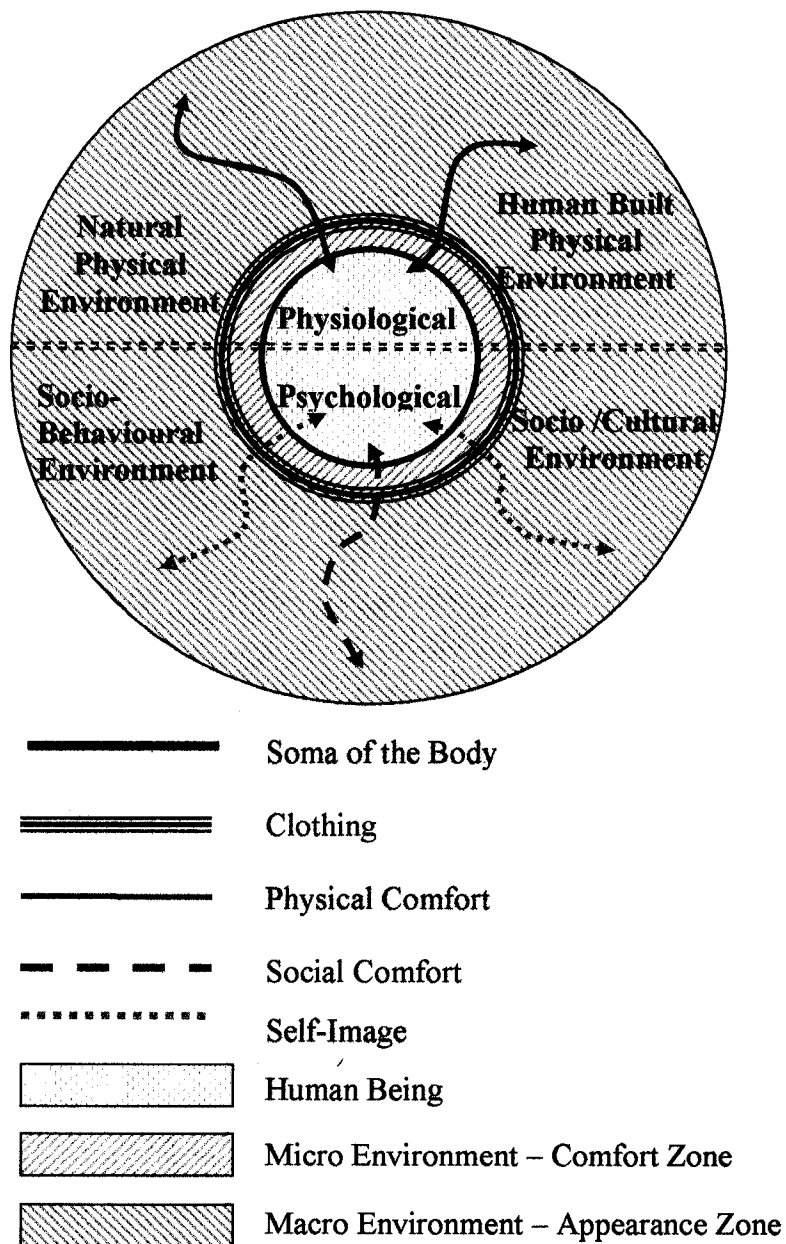 Natural
Physical
Environment
Human Built
Physical
Environment
Physiological
Psychological
Socio-
Behavioural
Environment
Socio /Cultural
Environment
Soma of the Body
Clothing
Physical Comfort
Social Comfort
Self-Image
Human Being
Micro Environment – Comfort Zone
Macro Environment – Appearance Zone